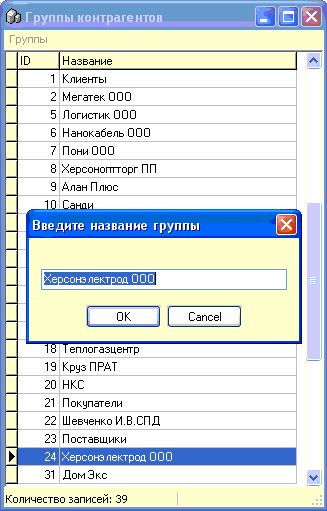 Группы контрагентов
Группы
ID Название
1 Клиенты
2 Мегатек ООО
5 Логистик ООО
6 Нанокабель ООО
7 Пони ООО
8 Херсоноптторг ПП
9 Алан Плюс
10 Санди
Введите название группы
Херсонэлектрод ООО
OK Cancel
18 Теплогазцентр
19 Круз ПРАТ
20 НКС
21 Покупатели
22 Шевченко И.В.СПД
23 Поставщики
24 Херсонэлектрод ООО
31 Дом Экс
Количество записей: 39